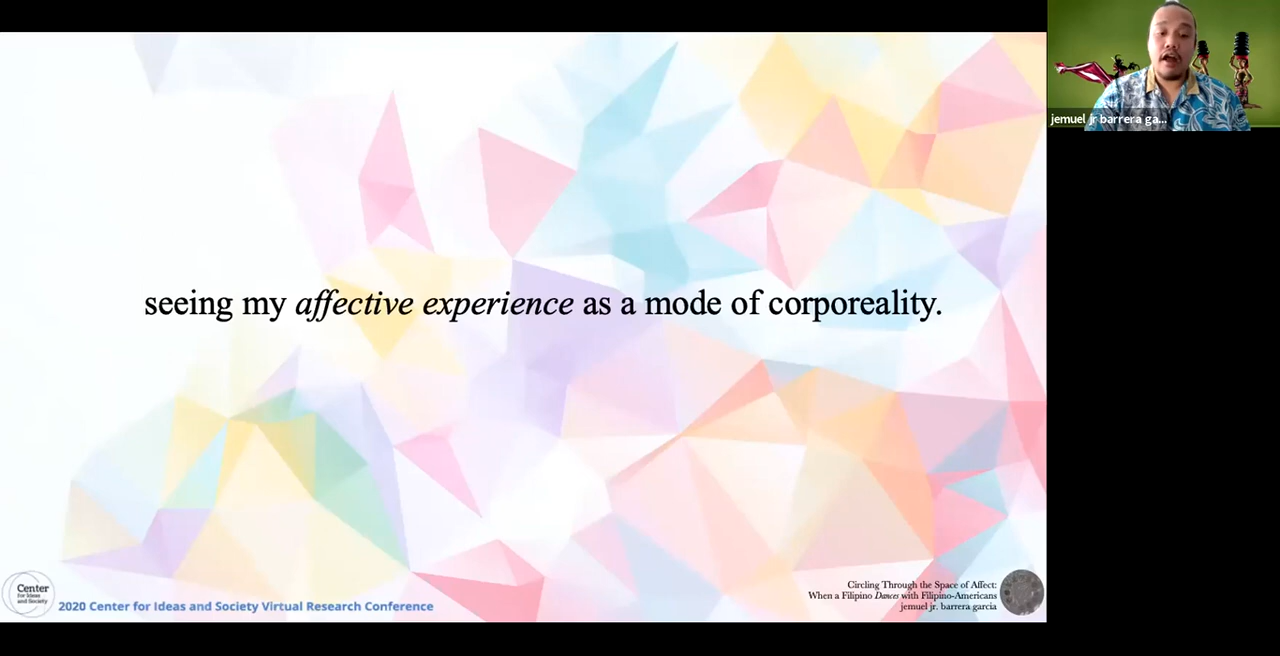 jemuel jr barrera ga...
seeing my affective experience as a mode of corporeality.
Center
for Ideas
and Society
2020 Center for Ideas and Society Virtual Research Conference
Circling Through the Space of Affect:
When a Filipino Dances with Filipino-Americans
jemuel jr. barrera garcia